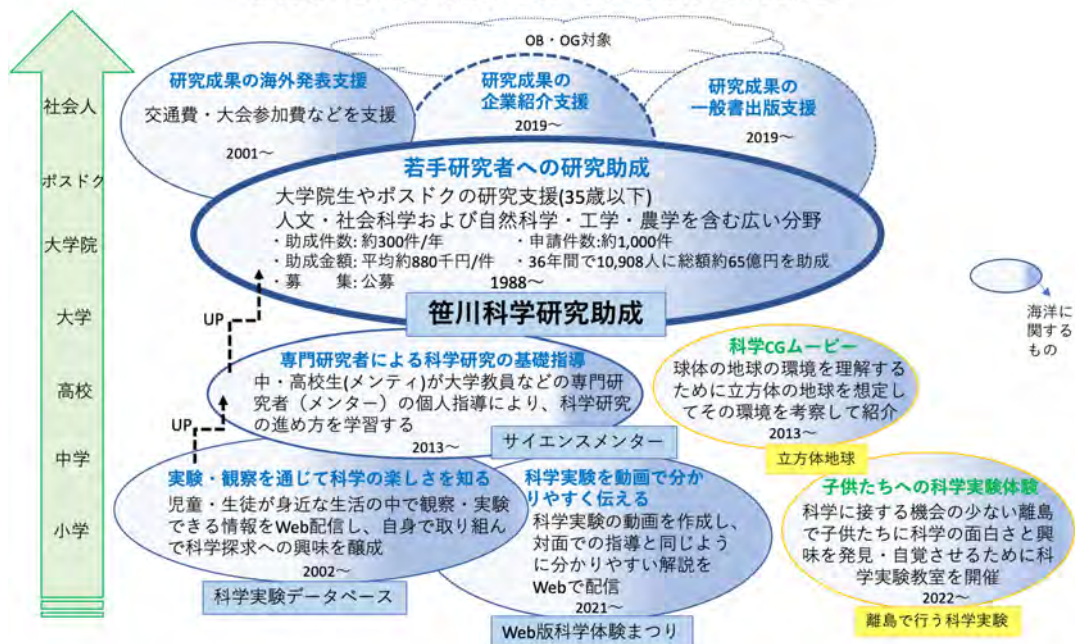 OB・OG対象
社会人
ポスドク
大学院
大学
高校
中学
小学
研究成果の海外発表支援
交通費・大会参加費などを支援
2001～
研究成果の
企業紹介支援
2019～
研究成果の
一般書出版支援
2019～
若手研究者への研究助成
大学院生やポスドクの研究支援(35歳以下)
人文・社会科学および自然科学・工学・農学を含む広い分野
・助成件数: 約300件/年　・申請件数:約1,000件
・助成金額: 平均約880千円/件　・36年間で10,908人に総額約65億円を助成
・募　　集: 公募　1988～
笹川科学研究助成
UP
専門研究者による科学研究の基礎指導
中・高校生(メンティ)が大学教員などの専門研
究者（メンター）の個人指導により、科学研究
の進め方を学習する
2013～
サイエンスメンター
UP
実験・観察を通じて科学の楽しさを知る
児童・生徒が身近な生活の中で観察・実験
できる情報をWeb配信し、自身で取り組ん
で科学探求への興味を醸成
2002～
科学実験データベース
科学実験を動画で分か
りやすく伝える
科学実験の動画を作成し、
対面での指導と同じよう
に分かりやすい解説を
Webで配信
2021～
Web版科学体験まつり
海洋に
関する
もの
科学CGムービー
球体の地球の環境を理解する
ために立方体の地球を想定し
てその環境を考察して紹介
2013～
立方体地球
子供たちへの科学実験体験
科学に接する機会の少ない離島
で子供たちに科学の面白さと興
味を発見・自覚させるために科
学実験教室を開催
2022～
離島で行う科学実験